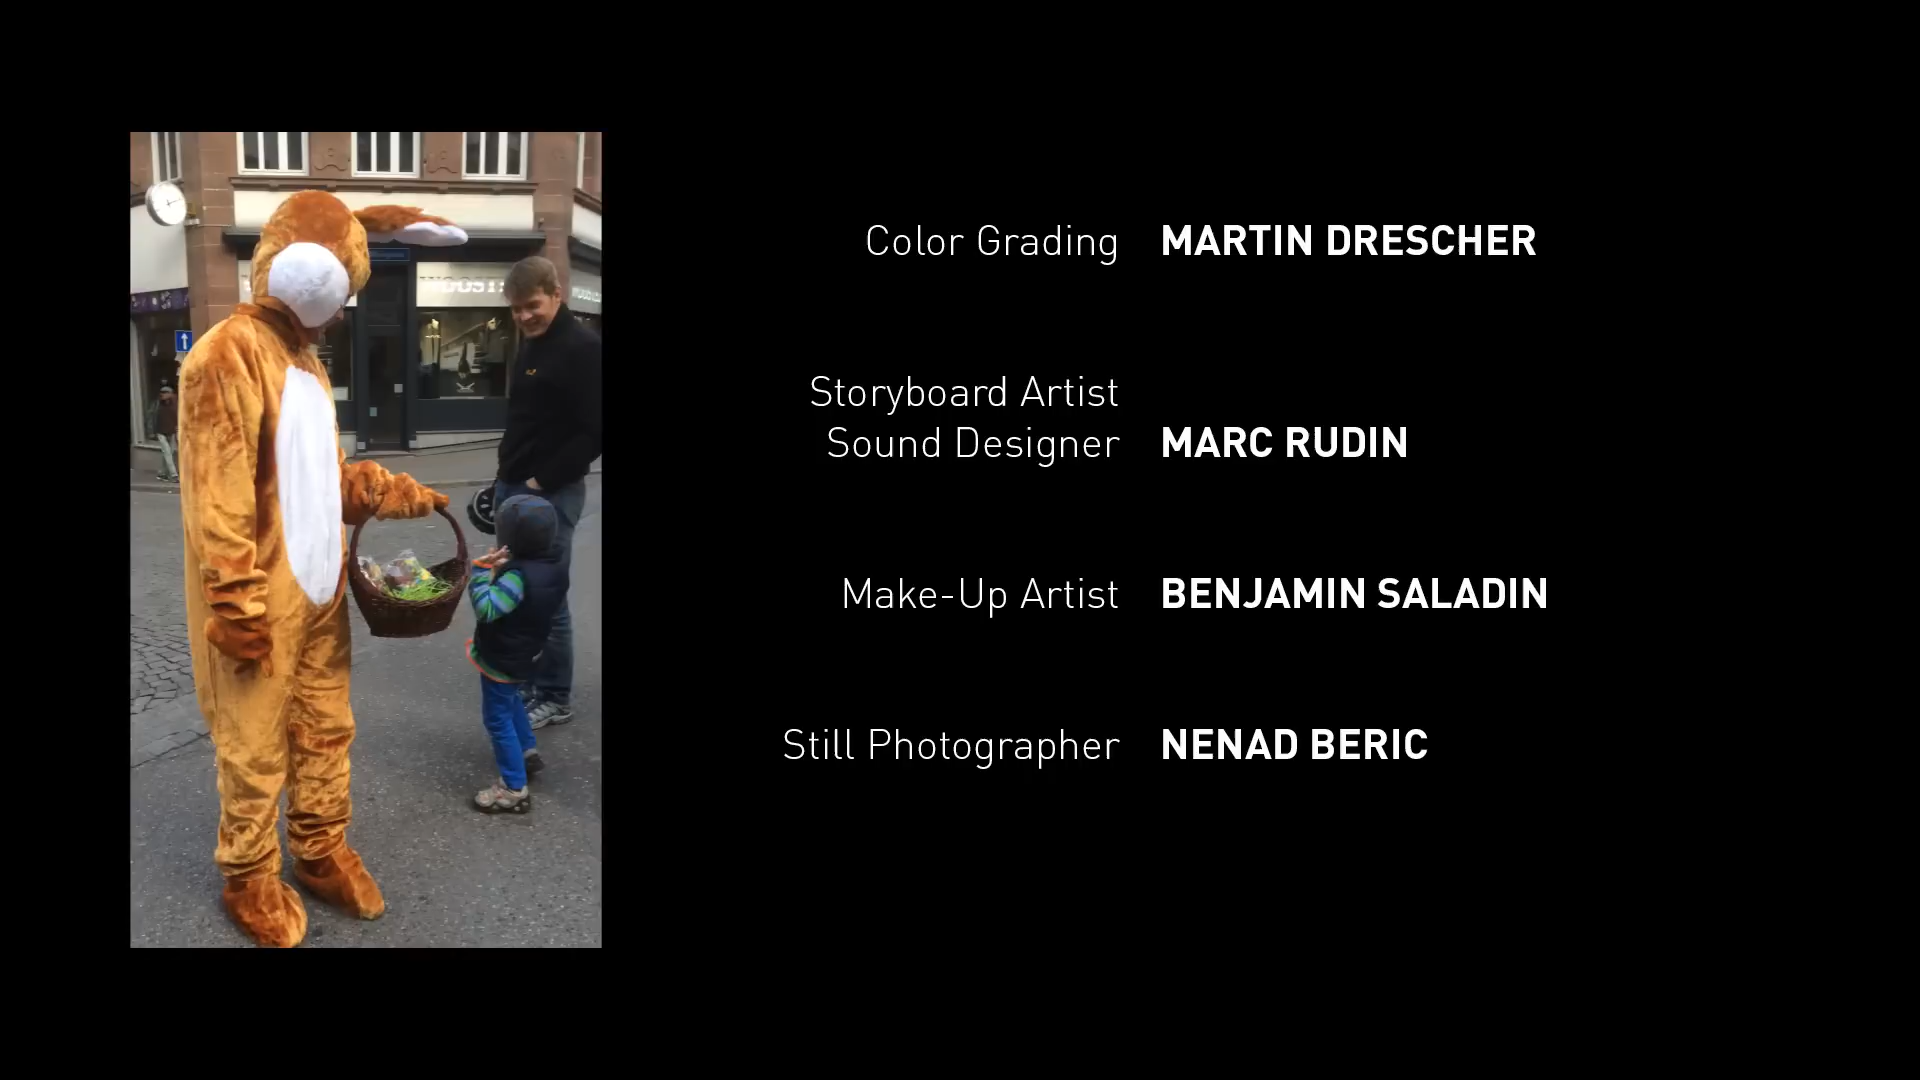 Color Grading MARTIN DRESCHER
Storyboard Artist
Sound Designer MARC RUDIN
Make-Up Artist BENJAMIN SALADIN
Still Photographer NENAD BERIC